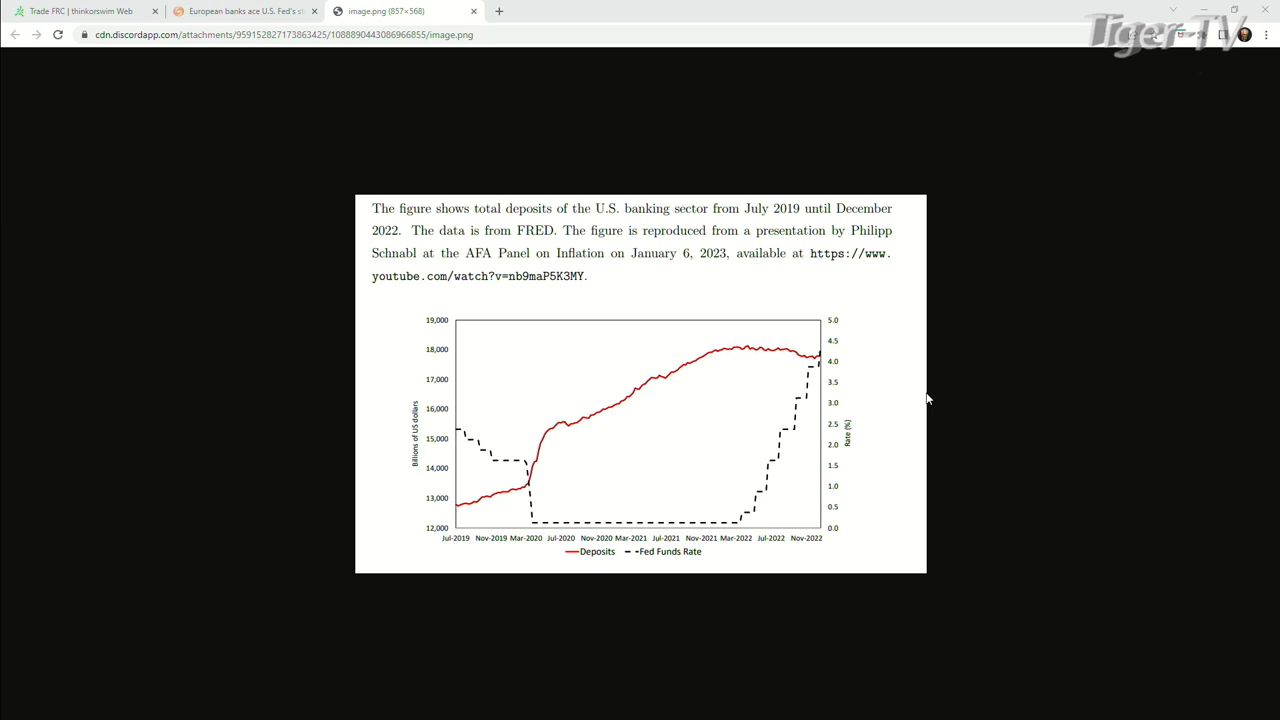 Trade FRC | thinkorswim Web
European banks ace U.S. Fed's st
image.png (857×568)
cdn.discordapp.com/attachments/959152827173863425/1088890443086966855/image.png
Tiger-TV
The figure shows total deposits of the U.S. banking sector from July 2019 until December
2022. The data is from FRED. The figure is reproduced from a presentation by Philipp
Schnabl at the AFA Panel on Inflation on January 6, 2023, available at https://www.
youtube.com/watch?v=nb9maP5K3MY.
19,000
18,000
17,000
16,000
15,000
14,000
13,000
12,000
Billions of US dollars
5.0
4.5
4.0
3.5
3.0
2.5
2.0
1.5
1.0
0.5
0.0
Rate (%)
Jul-2019 Nov-2019 Mar-2020 Jul-2020 Nov-2020 Mar-2021 Jul-2021 Nov-2021 Mar-2022 Jul-2022 Nov-2022
Deposits Fed Funds Rate